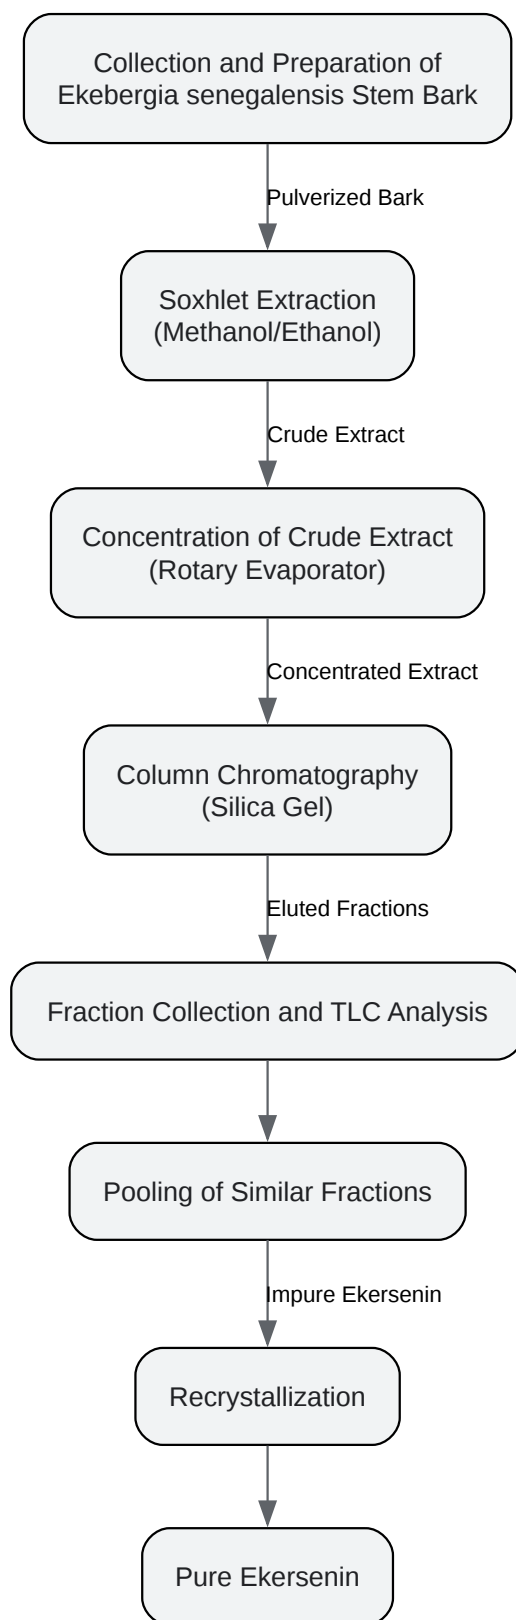 Collection and Preparation of
Ekebergia senegalensis Stem Bark
Pulverized Bark
Soxhlet Extraction
(Methanol/Ethanol)
Crude Extract
Concentration of Crude Extract
(Rotary Evaporator)
Concentrated Extract
Column Chromatography
(Silica Gel)
Eluted Fractions
Fraction Collection and TLC Analysis
Pooling of Similar Fractions
Impure Ekersenin
Recrystallization
Pure Ekersenin